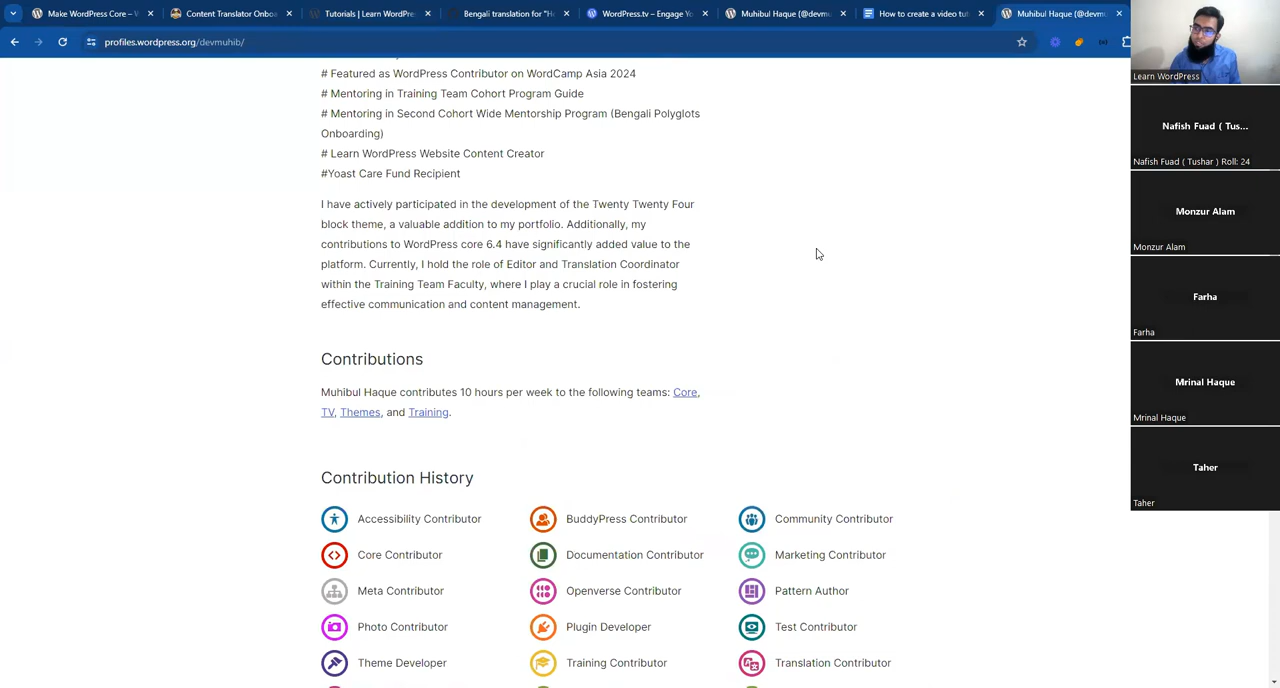 Make WordPress Core – W
Content Translator Onbo
Tutorials | Learn WordPre
Bengali translation for "H
WordPress.tv – Engage Yo
Muhibul Haque (@devmu
How to create a video tut
Muhibul Haque (@devmu
profiles.wordpress.org/devmuhib/
# Featured as WordPress Contributor on WordCamp Asia 2024
# Mentoring in Training Team Cohort Program Guide
# Mentoring in Second Cohort Wide Mentorship Program (Bengali Polyglots
Onboarding)
# Learn WordPress Website Content Creator
#Yoast Care Fund Recipient
I have actively participated in the development of the Twenty Twenty Four
block theme, a valuable addition to my portfolio. Additionally, my
contributions to WordPress core 6.4 have significantly added value to the
platform. Currently, I hold the role of Editor and Translation Coordinator
within the Training Team Faculty, where I play a crucial role in fostering
effective communication and content management.
Contributions
Muhibul Haque contributes 10 hours per week to the following teams: Core,
TV, Themes, and Training.
Contribution History
Accessibility Contributor
BuddyPress Contributor
Community Contributor
Core Contributor
Documentation Contributor
Marketing Contributor
Meta Contributor
Openverse Contributor
Pattern Author
Photo Contributor
Plugin Developer
Test Contributor
Theme Developer
Training Contributor
Translation Contributor
Learn WordPress
Nafish Fuad ( Tus...
Nafish Fuad ( Tushar ) Roll: 24
Monzur Alam
Monzur Alam
Farha
Farha
Mrinal Haque
Mrinal Haque
Taher
Taher